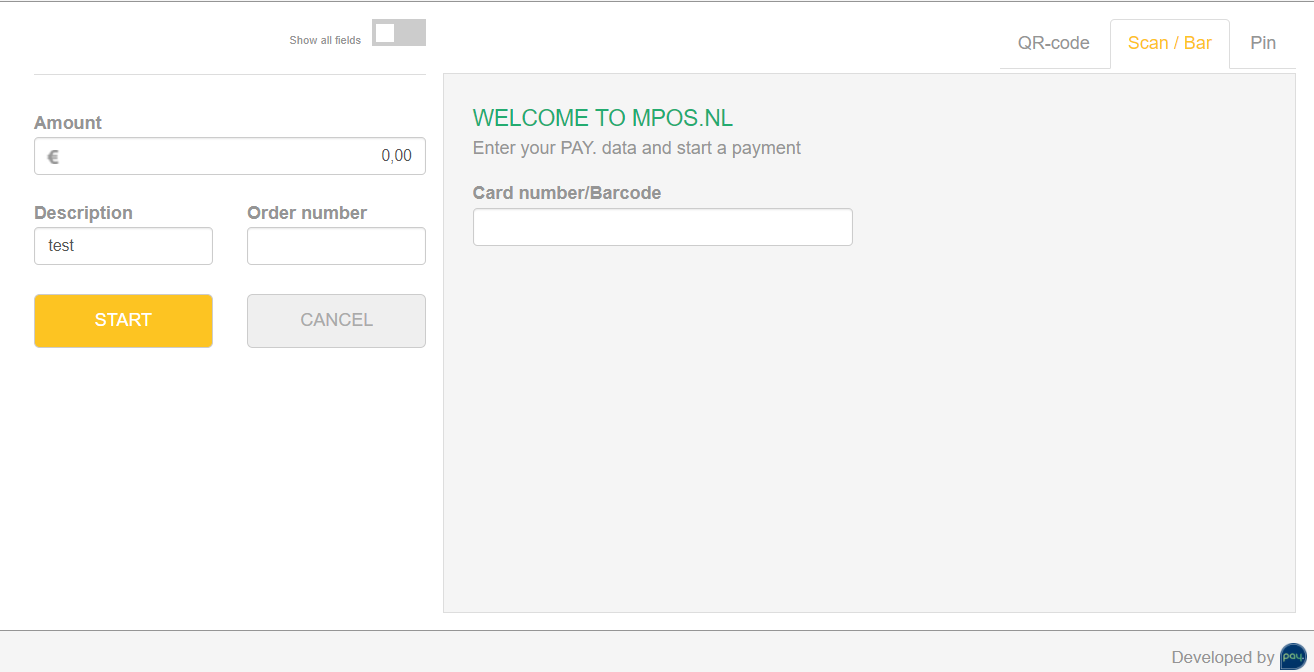 Show all fields
QR-code
Scan / Bar
Pin
Amount
€ 0,00
Description
Order number
test
START
CANCEL
WELCOME TO MPOS.NL
Enter your PAY. data and start a payment
Card number/Barcode
Developed by pay.